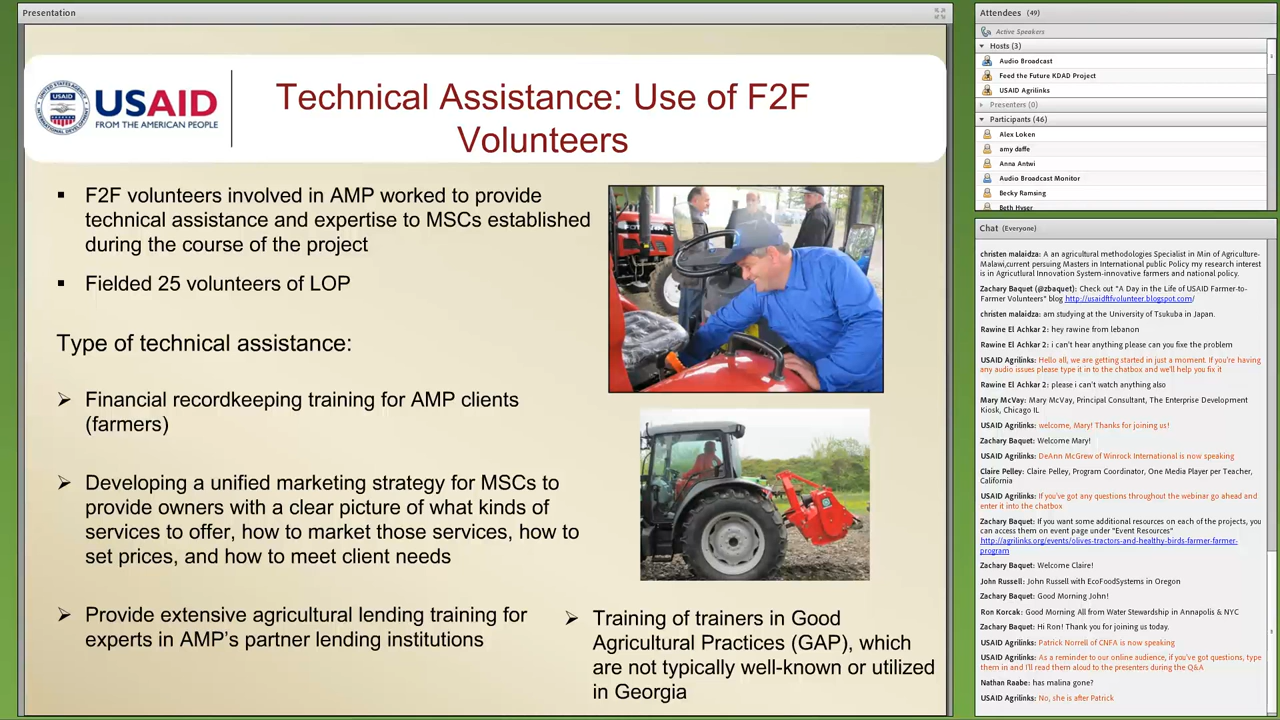 Presentation
USAID
FROM THE AMERICAN PEOPLE
Technical Assistance: Use of F2F
Volunteers
▪ F2F volunteers involved in AMP worked to provide
technical assistance and expertise to MSCs established
during the course of the project
▪ Fielded 25 volunteers of LOP
Type of technical assistance:
➢ Financial recordkeeping training for AMP clients
(farmers)
➢ Developing a unified marketing strategy for MSCs to
provide owners with a clear picture of what kinds of
services to offer, how to market those services, how to
set prices, and how to meet client needs
➢ Provide extensive agricultural lending training for
experts in AMP's partner lending institutions
➢ Training of trainers in Good
Agricultural Practices (GAP), which
are not typically well-known or utilized
in Georgia
Attendees (49)
Active Speakers
Hosts (3)
Audio Broadcast
Feed the Future KDAD Project
USAID Agrilinks
Presenters (0)
Participants (46)
Alex Loken
amy daffe
Anna Antwi
Audio Broadcast Monitor
Becky Ramsing
Beth Hyser
Chat (Everyone)
christen malaidza: A an agricultural methodologies Specialist in Min of Agriculture-
Malawi,current persuing Masters in International public Policy my research interest
is in Agricutlural Innovation System-innovative farmers and national policy.
Zachary Baquet (@zbaquet): Check out "A Day in the Life of USAID Farmer-to-
Farmer Volunteers" blog http://usaidftfvolunteer.blogspot.com/
christen malaidza: am studying at the University of Tsukuba in Japan.
Rawine El Achkar 2: hey rawine from lebanon
Rawine El Achkar 2: i can't hear anything please can you fixe the problem
USAID Agrilinks: Hello all, we are getting started in just a moment. If you're having
any audio issues please type it in to the chatbox and we'll help you fix it
Rawine El Achkar 2: please i can't watch anything also
Mary McVay: Mary McVay, Principal Consultant, The Enterprise Development
Kiosk, Chicago IL
USAID Agrilinks: welcome, Mary! Thanks for joining us!
Zachary Baquet: Welcome Mary!
USAID Agrilinks: DeAnn McGrew of Winrock International is now speaking
Claire Pelley: Claire Pelley, Program Coordinator, One Media Player per Teacher,
California
USAID Agrilinks: If you've got any questions throughout the webinar go ahead and
enter it into the chatbox
Zachary Baquet: If you want some additional resources on each of the projects, you
can access them on event page under "Event Resources"
http://agrilinks.org/events/olives-tractors-and-healthy-birds-farmer-farmer-
program
Zachary Baquet: Welcome Claire!
John Russell: John Russell with EcoFoodSystems in Oregon
Zachary Baquet: Good Morning John!
Ron Korcak: Good Morning All from Water Stewardship in Annapolis & NYC
Zachary Baquet: Hi Ron! Thank you for joining us today.
USAID Agrilinks: Patrick Norrell of CNFA is now speaking
USAID Agrilinks: As a reminder to our online audience, if you've got questions, type
them in and I'll read them aloud to the presenters during the Q&A
Nathan Raabe: has malina gone?
USAID Agrilinks: No, she is after Patrick